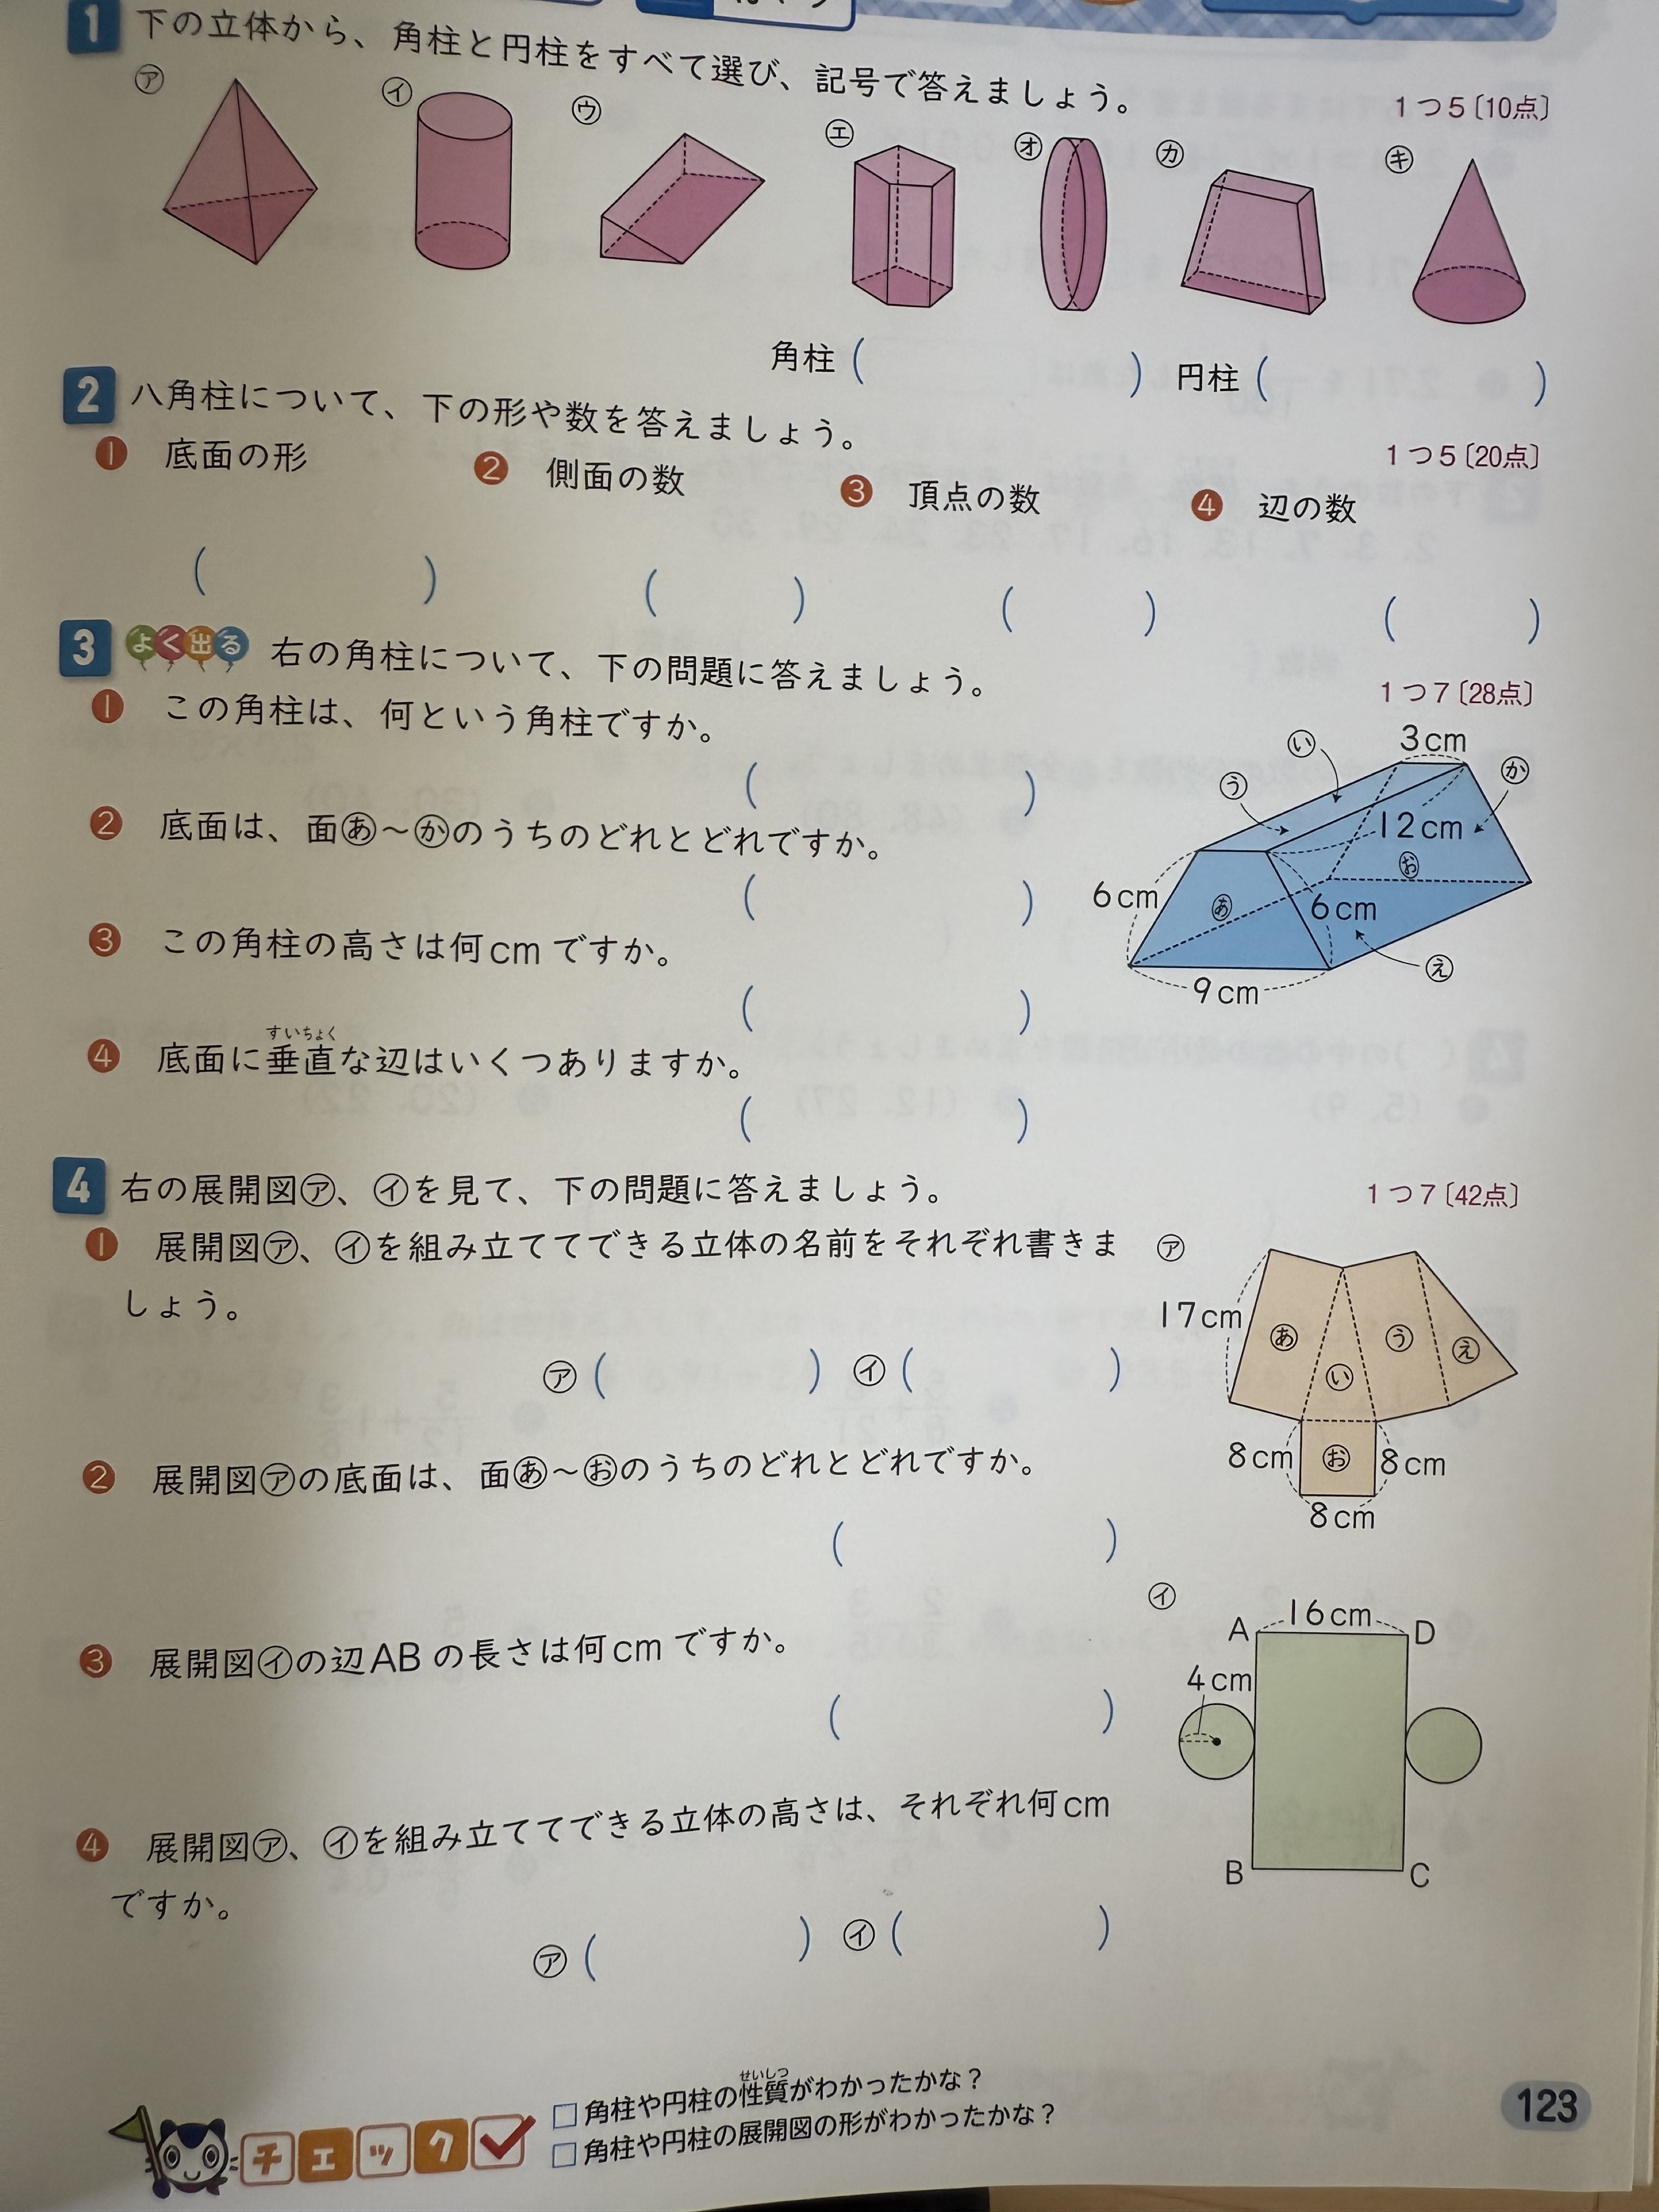 1 下の立体から、角柱と円柱をすべて選び、記号で答えましょう。
1つ5〔10点〕
㋐ ㋑ ㋒ ㋓ ㋔ ㋕ ㋖
角柱（　　　） 円柱（　　　）
2 八角柱について、下の形や数を答えましょう。
1つ5〔20点〕
❶ 底面の形 ❷ 側面の数 ❸ 頂点の数 ❹ 辺の数
（　　　） （　　　） （　　　） （　　　）
3 よく出る 右の角柱について、下の問題に答えましょう。
1つ7〔28点〕
❶ この角柱は、何という角柱ですか。
（　　　）
❷ 底面は、面あ～かのうちのどれとどれですか。
（　　　）
❸ この角柱の高さは何cmですか。
（　　　）
❹ 底面に垂直な辺はいくつありますか。
すいちょく
（　　　）
3cm
い
う
か
12cm
お
6cm
あ
6cm
え
9cm
4 右の展開図㋐、㋑を見て、下の問題に答えましょう。
1つ7〔42点〕
❶ 展開図㋐、㋑を組み立ててできる立体の名前をそれぞれ書きま
しょう。
㋐（　　　） ㋑（　　　）
❷ 展開図㋐の底面は、面あ～おのうちのどれとどれですか。
（　　　）
❸ 展開図㋑の辺ABの長さは何cmですか。
（　　　）
❹ 展開図㋐、㋑を組み立ててできる立体の高さは、それぞれ何cm
ですか。
㋐（　　　） ㋑（　　　）
㋐
17cm
あ い う え
8cm お 8cm
8cm
㋑
A 16cm D
4cm
B C
チェック
せいしつ
□角柱や円柱の性質がわかったかな？
□角柱や円柱の展開図の形がわかったかな？
123